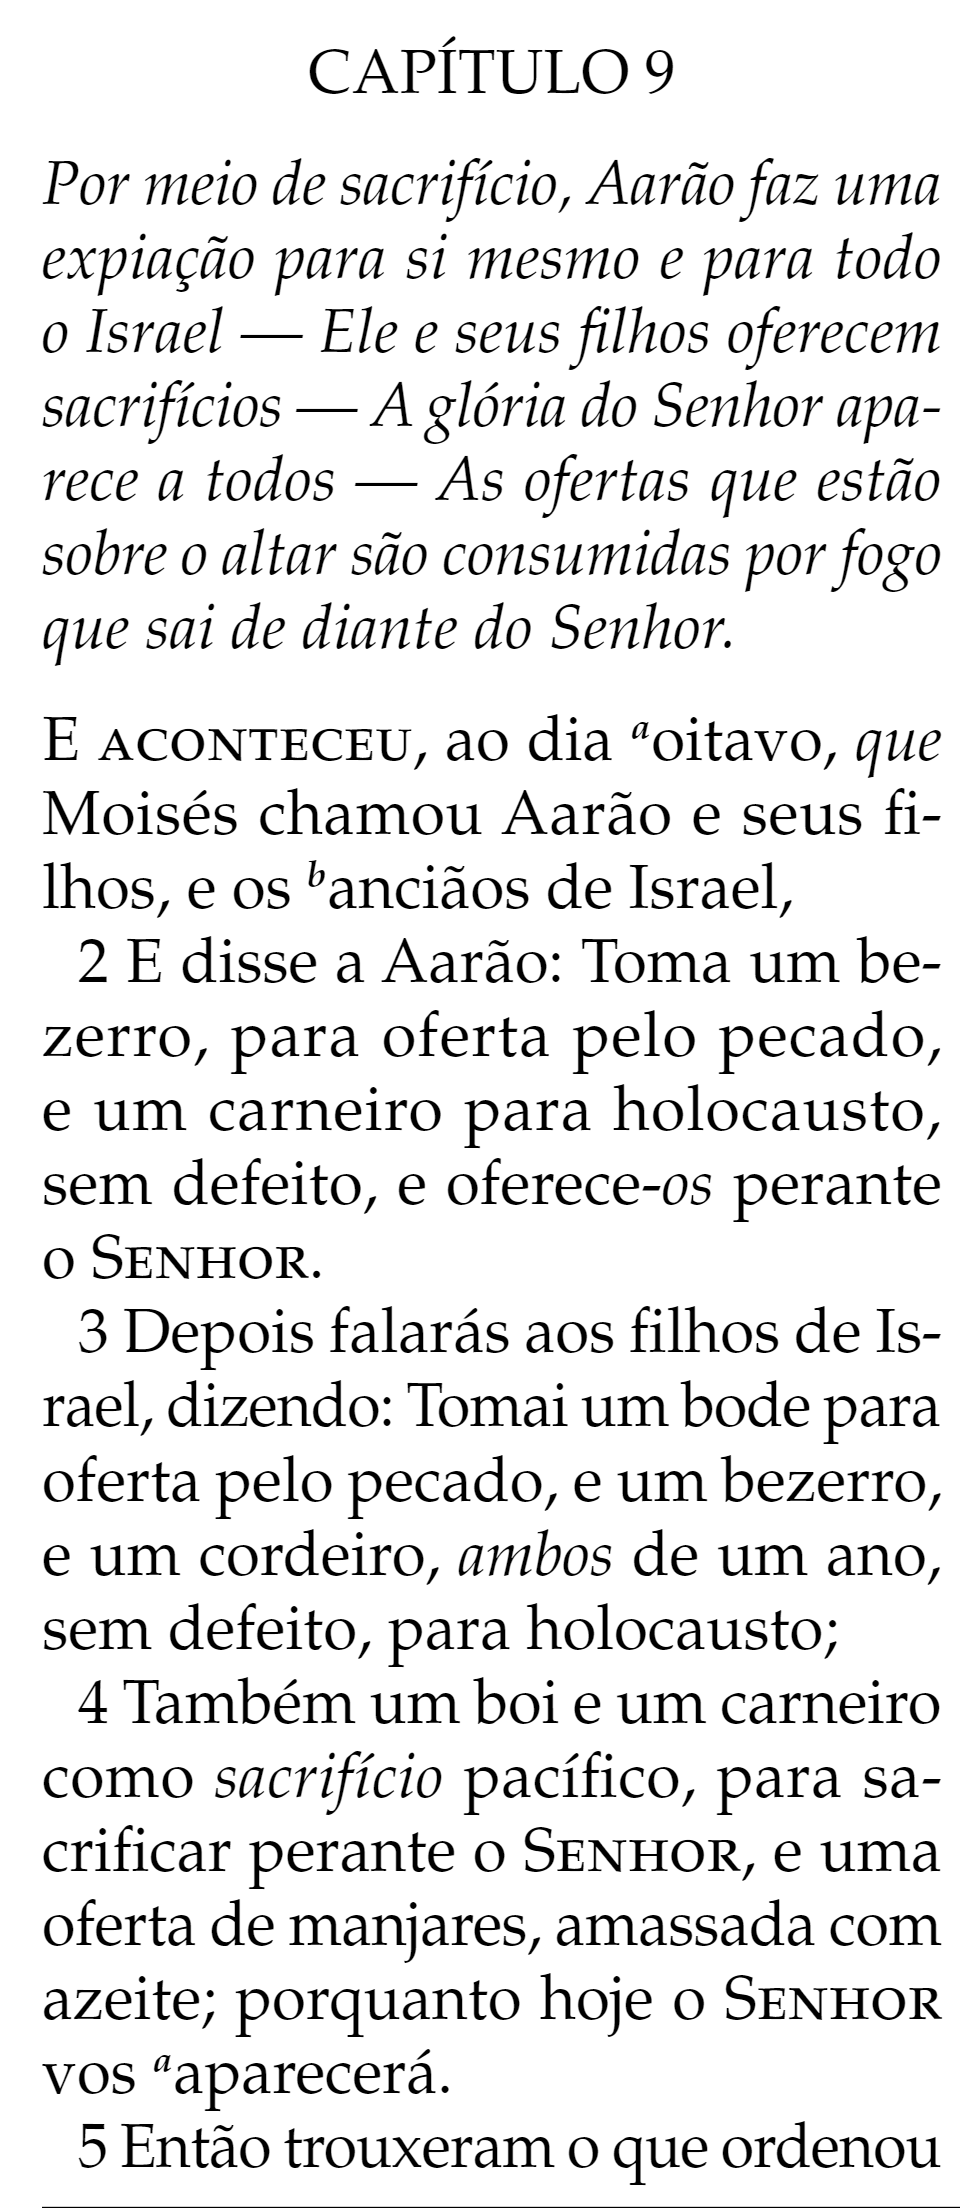 CAPÍTULO 9
Por meio de sacrifício, Aarão faz uma
expiação para si mesmo e para todo
o Israel — Ele e seus filhos oferecem
sacrifícios — A glória do Senhor apa-
rece a todos — As ofertas que estão
sobre o altar são consumidas por fogo
que sai de diante do Senhor.
E ACONTECEU, ao dia ᵃoitavo, que
Moisés chamou Aarão e seus fi-
lhos, e os ᵇanciãos de Israel,
2 E disse a Aarão: Toma um be-
zerro, para oferta pelo pecado,
e um carneiro para holocausto,
sem defeito, e oferece-os perante
o SENHOR.
3 Depois falarás aos filhos de Is-
rael, dizendo: Tomai um bode para
oferta pelo pecado, e um bezerro,
e um cordeiro, ambos de um ano,
sem defeito, para holocausto;
4 Também um boi e um carneiro
como sacrifício pacífico, para sa-
crificar perante o SENHOR, e uma
oferta de manjares, amassada com
azeite; porquanto hoje o SENHOR
vos ᵃaparecerá.
5 Então trouxeram o que ordenou